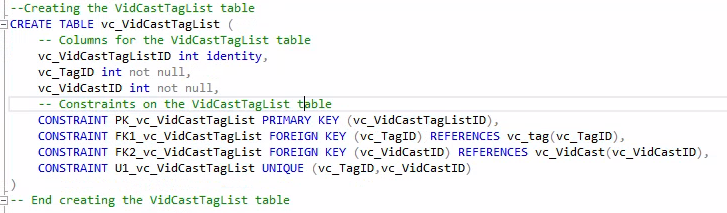 --Creating the VidCastTagList table
CREATE TABLE vc_VidCastTagList (
-- Columns for the VidCastTagList table
vc_VidCastTagListID int identity,
vc_TagID int not null,
vc_VidCastID int not null,
-- Constraints on the VidCastTagList table
CONSTRAINT PK_vc_VidCastTagList PRIMARY KEY (vc_VidCastTagListID),
CONSTRAINT FK1_vc_VidCastTagList FOREIGN KEY (vc_TagID) REFERENCES vc_tag(vc_TagID),
CONSTRAINT FK2_vc_VidCastTagList FOREIGN KEY (vc_VidCastID) REFERENCES vc_VidCast(vc_VidCastID),
CONSTRAINT U1_vc_VidCastTagList UNIQUE (vc_TagID,vc_VidCastID)
)
-- End creating the VidCastTagList table